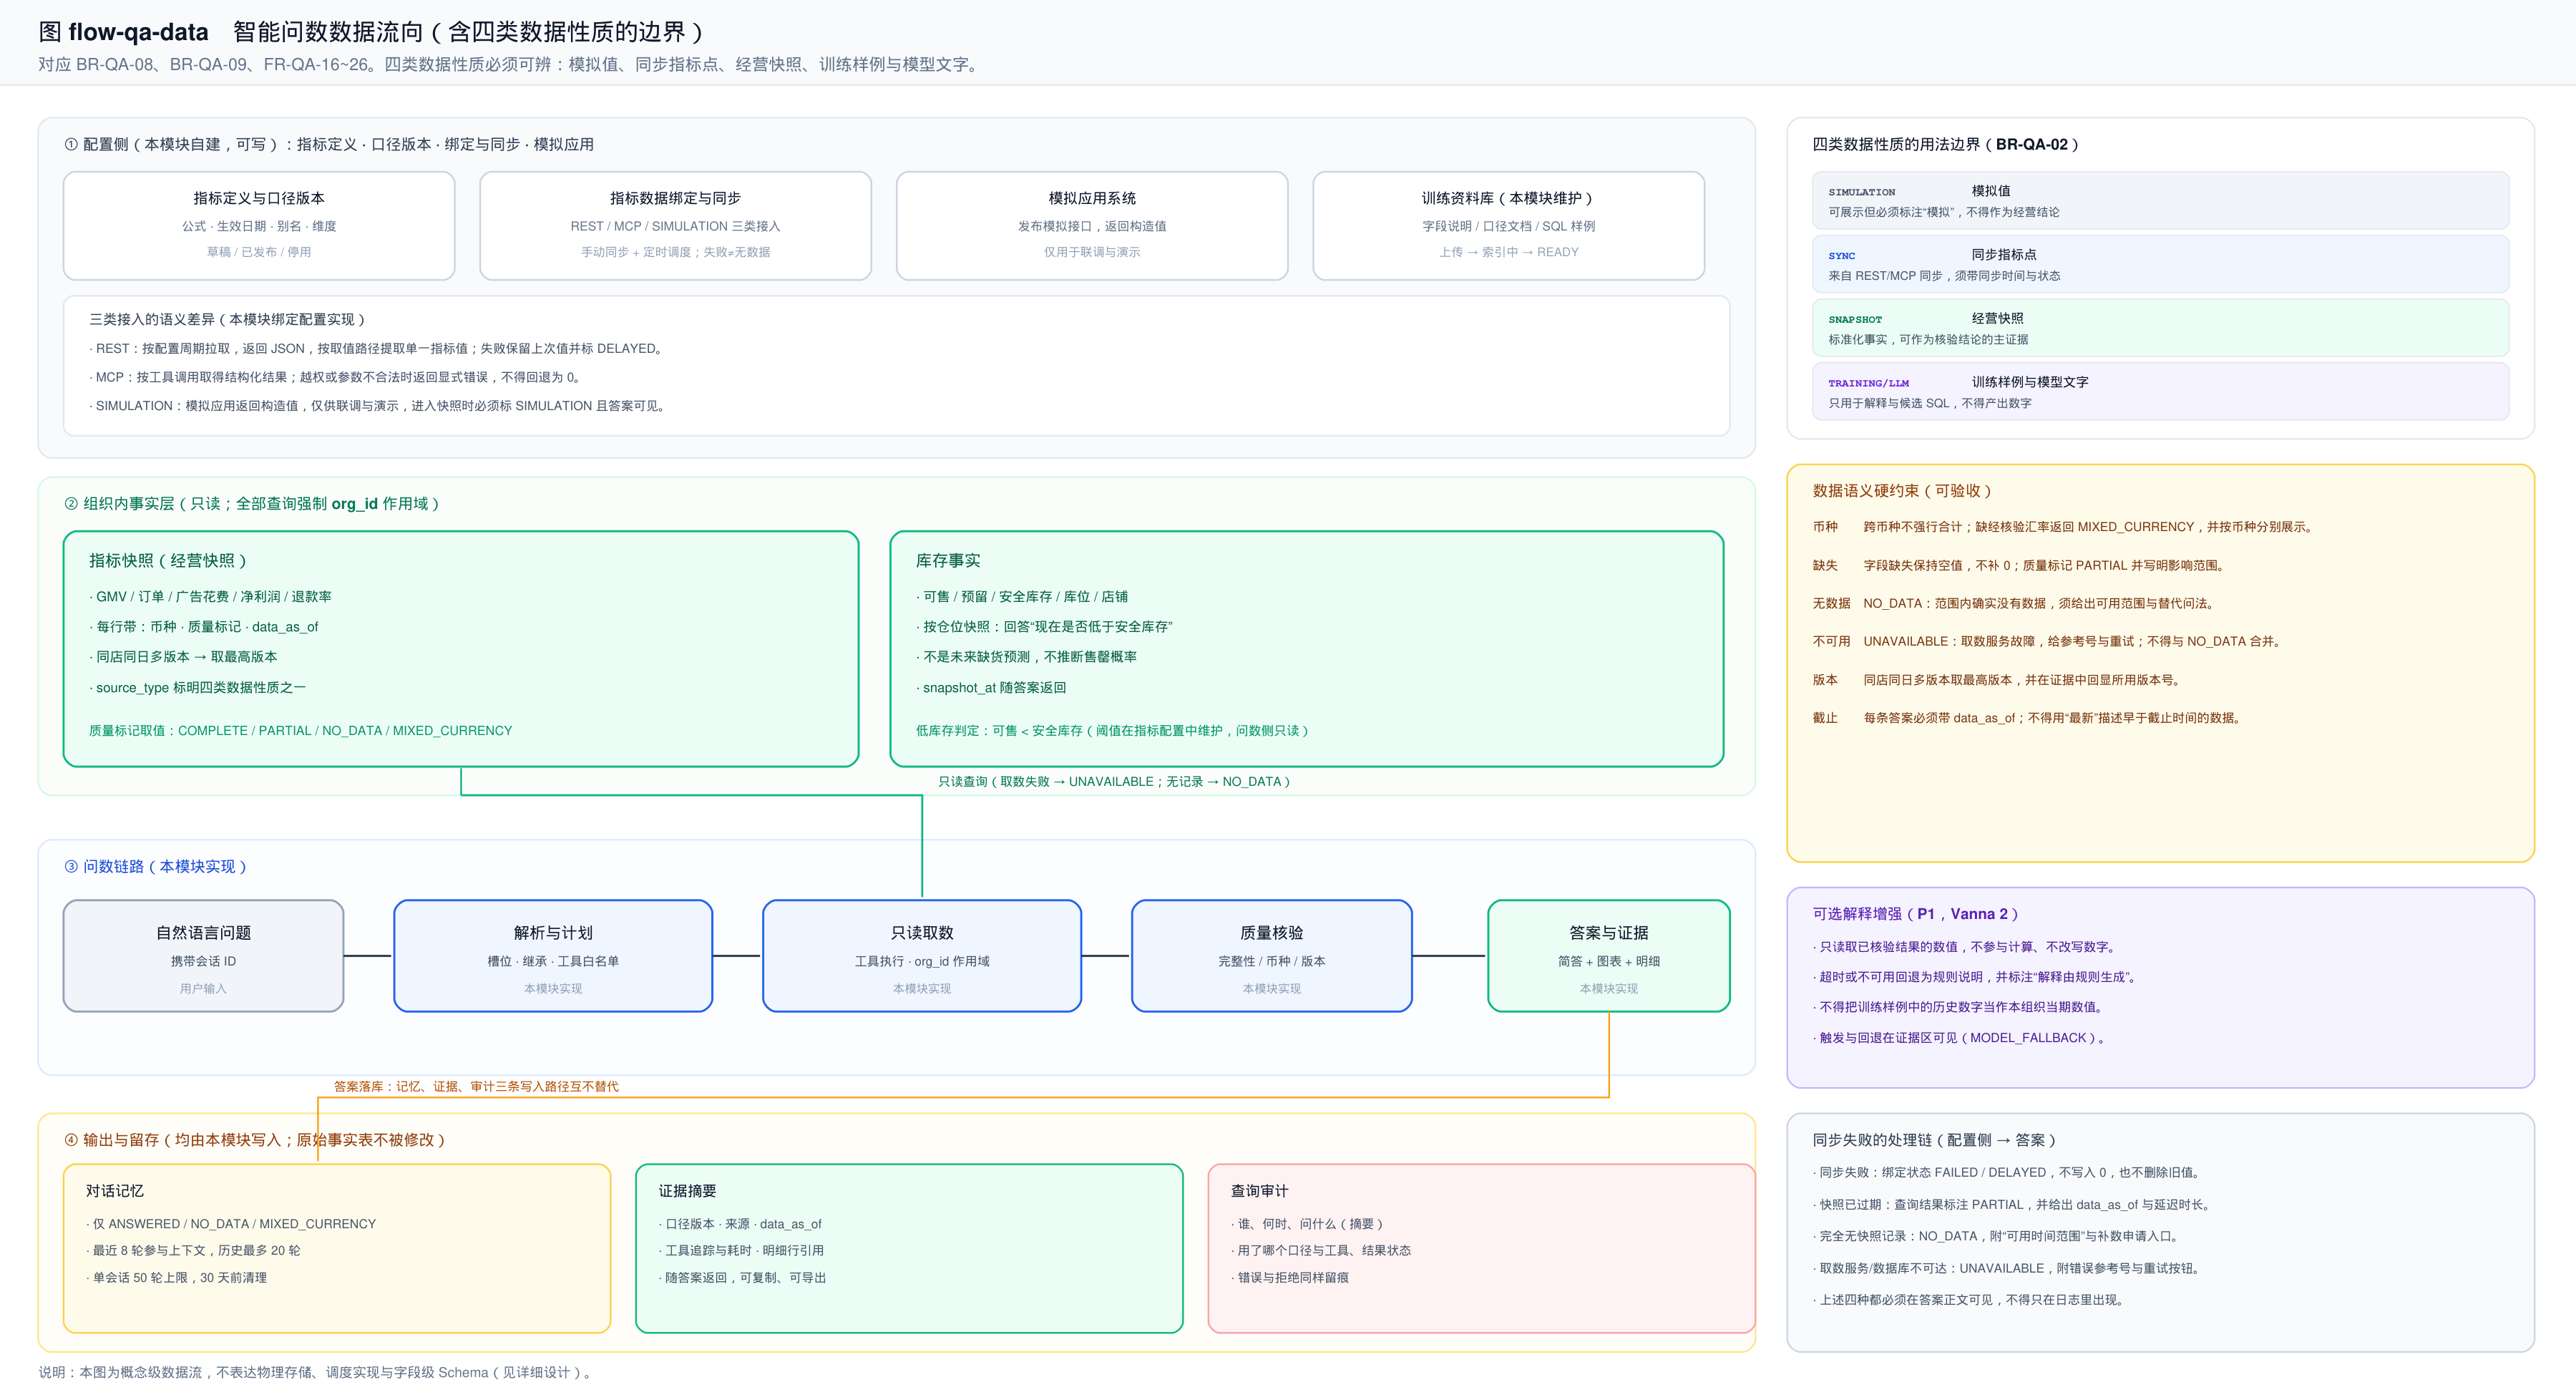 图 flow-qa-data　智能问数数据流向（含四类数据性质的边界）
对应 BR-QA-08、BR-QA-09、FR-QA-16~26。四类数据性质必须可辨：模拟值、同步指标点、经营快照、训练样例与模型文字。
① 配置侧（本模块自建，可写）：指标定义 · 口径版本 · 绑定与同步 · 模拟应用
指标定义与口径版本
公式 · 生效日期 · 别名 · 维度
草稿 / 已发布 / 停用
指标数据绑定与同步
REST / MCP / SIMULATION 三类接入
手动同步 + 定时调度；失败≠无数据
模拟应用系统
发布模拟接口，返回构造值
仅用于联调与演示
训练资料库（本模块维护）
字段说明 / 口径文档 / SQL 样例
上传 → 索引中 → READY
三类接入的语义差异（本模块绑定配置实现）
· REST：按配置周期拉取，返回 JSON，按取值路径提取单一指标值；失败保留上次值并标 DELAYED。
· MCP：按工具调用取得结构化结果；越权或参数不合法时返回显式错误，不得回退为 0。
· SIMULATION：模拟应用返回构造值，仅供联调与演示，进入快照时必须标 SIMULATION 且答案可见。
② 组织内事实层（只读；全部查询强制 org_id 作用域）
指标快照（经营快照）
· GMV / 订单 / 广告花费 / 净利润 / 退款率
· 每行带：币种 · 质量标记 · data_as_of
· 同店同日多版本 → 取最高版本
· source_type 标明四类数据性质之一
质量标记取值：COMPLETE / PARTIAL / NO_DATA / MIXED_CURRENCY
库存事实
· 可售 / 预留 / 安全库存 / 库位 / 店铺
· 按仓位快照：回答“现在是否低于安全库存”
· 不是未来缺货预测，不推断售罄概率
· snapshot_at 随答案返回
低库存判定：可售 < 安全库存（阈值在指标配置中维护，问数侧只读）
只读查询（取数失败 → UNAVAILABLE；无记录 → NO_DATA）
③ 问数链路（本模块实现）
自然语言问题
携带会话 ID
用户输入
解析与计划
槽位 · 继承 · 工具白名单
本模块实现
只读取数
工具执行 · org_id 作用域
本模块实现
质量核验
完整性 / 币种 / 版本
本模块实现
答案与证据
简答 + 图表 + 明细
本模块实现
答案落库：记忆、证据、审计三条写入路径互不替代
④ 输出与留存（均由本模块写入；原始事实表不被修改）
对话记忆
· 仅 ANSWERED / NO_DATA / MIXED_CURRENCY
· 最近 8 轮参与上下文，历史最多 20 轮
· 单会话 50 轮上限，30 天前清理
证据摘要
· 口径版本 · 来源 · data_as_of
· 工具追踪与耗时 · 明细行引用
· 随答案返回，可复制、可导出
查询审计
· 谁、何时、问什么（摘要）
· 用了哪个口径与工具、结果状态
· 错误与拒绝同样留痕
说明：本图为概念级数据流，不表达物理存储、调度实现与字段级 Schema（见详细设计）。
四类数据性质的用法边界（BR-QA-02）
SIMULATION 模拟值
可展示但必须标注“模拟”，不得作为经营结论
SYNC 同步指标点
来自 REST/MCP 同步，须带同步时间与状态
SNAPSHOT 经营快照
标准化事实，可作为核验结论的主证据
TRAINING/LLM 训练样例与模型文字
只用于解释与候选 SQL，不得产出数字
数据语义硬约束（可验收）
币种 跨币种不强行合计；缺经核验汇率返回 MIXED_CURRENCY，并按币种分别展示。
缺失 字段缺失保持空值，不补 0；质量标记 PARTIAL 并写明影响范围。
无数据 NO_DATA：范围内确实没有数据，须给出可用范围与替代问法。
不可用 UNAVAILABLE：取数服务故障，给参考号与重试；不得与 NO_DATA 合并。
版本 同店同日多版本取最高版本，并在证据中回显所用版本号。
截止 每条答案必须带 data_as_of；不得用“最新”描述早于截止时间的数据。
可选解释增强（P1，Vanna 2）
· 只读取已核验结果的数值，不参与计算、不改写数字。
· 超时或不可用回退为规则说明，并标注“解释由规则生成”。
· 不得把训练样例中的历史数字当作本组织当期数值。
· 触发与回退在证据区可见（MODEL_FALLBACK）。
同步失败的处理链（配置侧 → 答案）
· 同步失败：绑定状态 FAILED / DELAYED，不写入 0，也不删除旧值。
· 快照已过期：查询结果标注 PARTIAL，并给出 data_as_of 与延迟时长。
· 完全无快照记录：NO_DATA，附“可用时间范围”与补数申请入口。
· 取数服务/数据库不可达：UNAVAILABLE，附错误参考号与重试按钮。
· 上述四种都必须在答案正文可见，不得只在日志里出现。